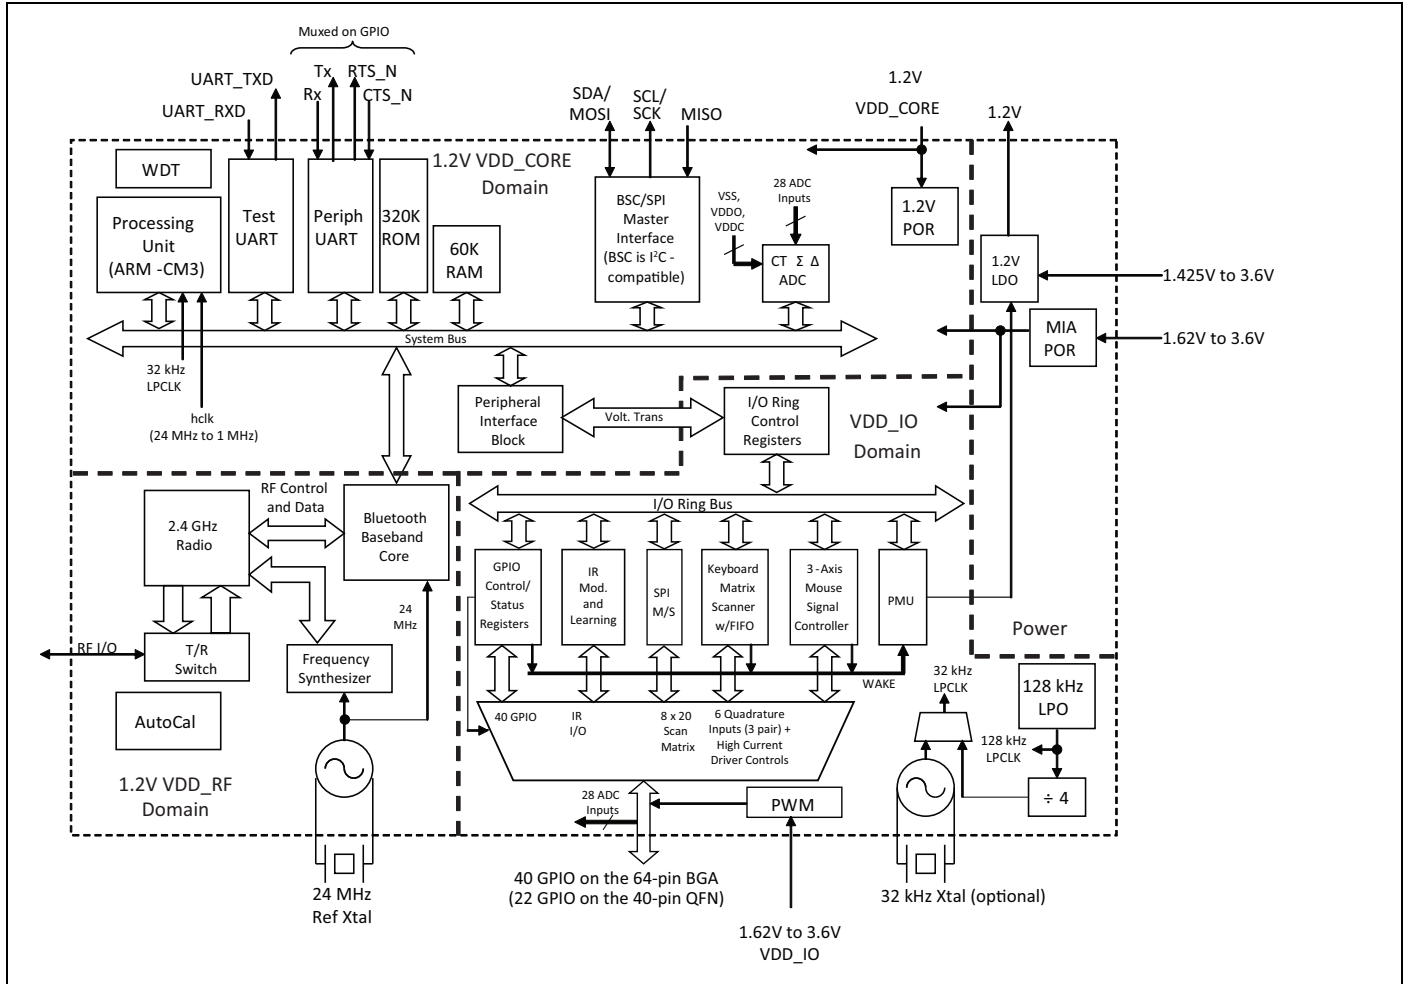 Muxed on GPIO
UART_TXD
Tx
RTS_N
Rx
CTS_N
UART_RXD
SDA/
MOSI
SCL/
SCK
MISO
1.2V
VDD_CORE
1.2V
1.2V VDD_CORE
Domain
WDT
Processing
Unit
(ARM -CM3)
Test
UART
Periph
UART
320K
ROM
60K
RAM
BSC/SPI
Master
Interface
(BSC is I²C -
compatible)
VSS,
VDDO,
VDDC
28 ADC
Inputs
CT Σ Δ
ADC
1.2V
POR
1.2V
LDO
1.425V to 3.6V
MIA
POR
1.62V to 3.6V
System Bus
32 kHz
LPCLK
hclk
(24 MHz to 1 MHz)
Peripheral
Interface
Block
Volt. Trans
I/O Ring
Control
Registers
VDD_IO
Domain
RF Control
and Data
2.4 GHz
Radio
Bluetooth
Baseband
Core
I/O Ring Bus
GPIO
Control/
Status
Registers
IR
Mod.
and
Learning
SPI
M/S
Keyboard
Matrix
Scanner
w/FIFO
3-Axis
Mouse
Signal
Controller
PMU
24
MHz
Power
RF I/O
T/R
Switch
Frequency
Synthesizer
WAKE
32 kHz
LPCLK
128 kHz
LPO
AutoCal
40 GPIO
IR
I/O
8 x 20
Scan
Matrix
6 Quadrature
Inputs (3 pair) +
High Current
Driver Controls
128 kHz
LPCLK
÷ 4
1.2V VDD_RF
Domain
28 ADC
Inputs
PWM
24 MHz
Ref Xtal
40 GPIO on the 64-pin BGA
(22 GPIO on the 40-pin QFN)
32 kHz Xtal (optional)
1.62V to 3.6V
VDD_IO